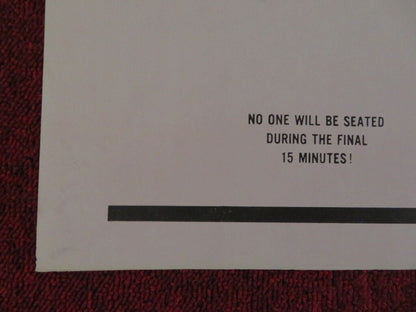 NO ONE WILL BE SEATED
DURING THE FINAL
15 MINUTES!